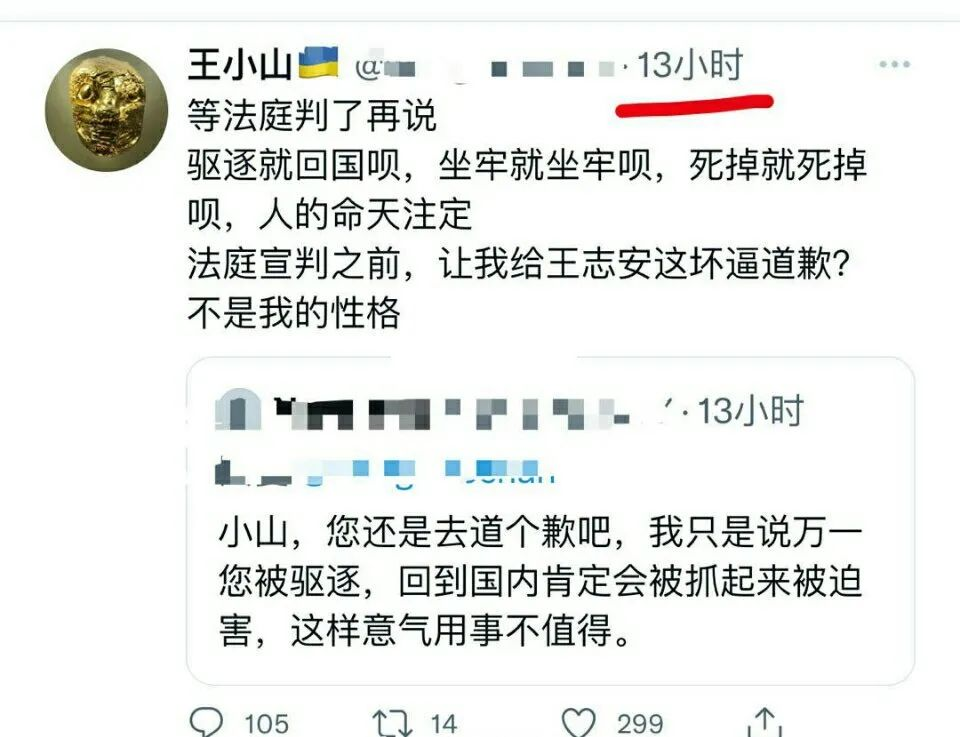 王小山🇺🇦 @ · 13小时
等法庭判了再说
驱逐就回国呗，坐牢就坐牢呗，死掉就死掉
呗，人的命天注定
法庭宣判之前，让我给王志安这坏逼道歉？
不是我的性格
· 13小时
小山，您还是去道个歉吧，我只是说万一
您被驱逐，回到国内肯定会被抓起来被迫
害，这样意气用事不值得。
105 14 299